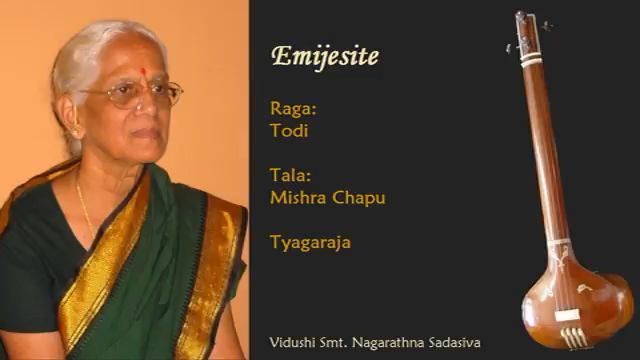 Emijesite
Raga:
Todi
Tala:
Mishra Chapu
Tyagaraja
Vidushi Smt. Nagarathna Sadasiva